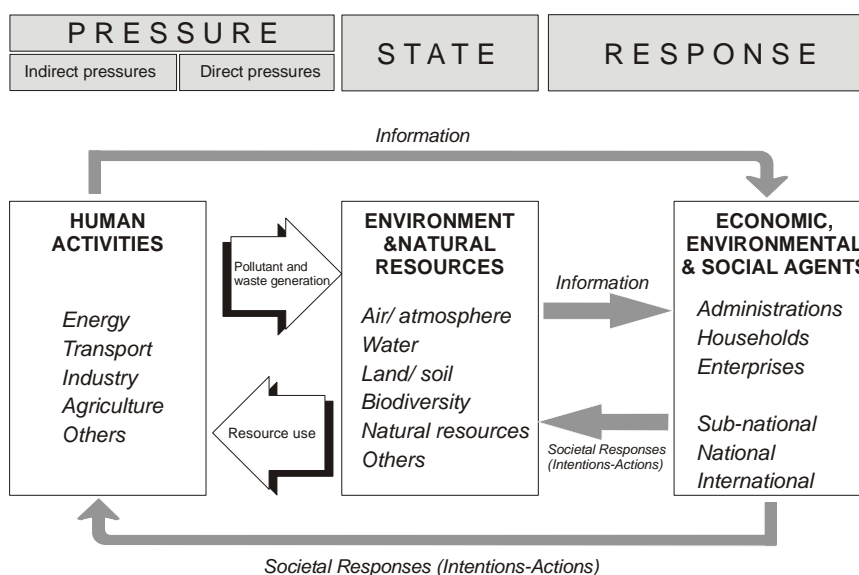 PRESSURE
Indirect pressures
Direct pressures
STATE
RESPONSE
Information
HUMAN
ACTIVITIES
Energy
Transport
Industry
Agriculture
Others
Pollutant and
waste generation
Resource use
ENVIRONMENT
&NATURAL
RESOURCES
Air/ atmosphere
Water
Land/ soil
Biodiversity
Natural resources
Others
Information
Societal Responses
(Intentions-Actions)
ECONOMIC,
ENVIRONMENTAL
& SOCIAL AGENTS
Administrations
Households
Enterprises
Sub-national
National
International
Societal Responses (Intentions-Actions)